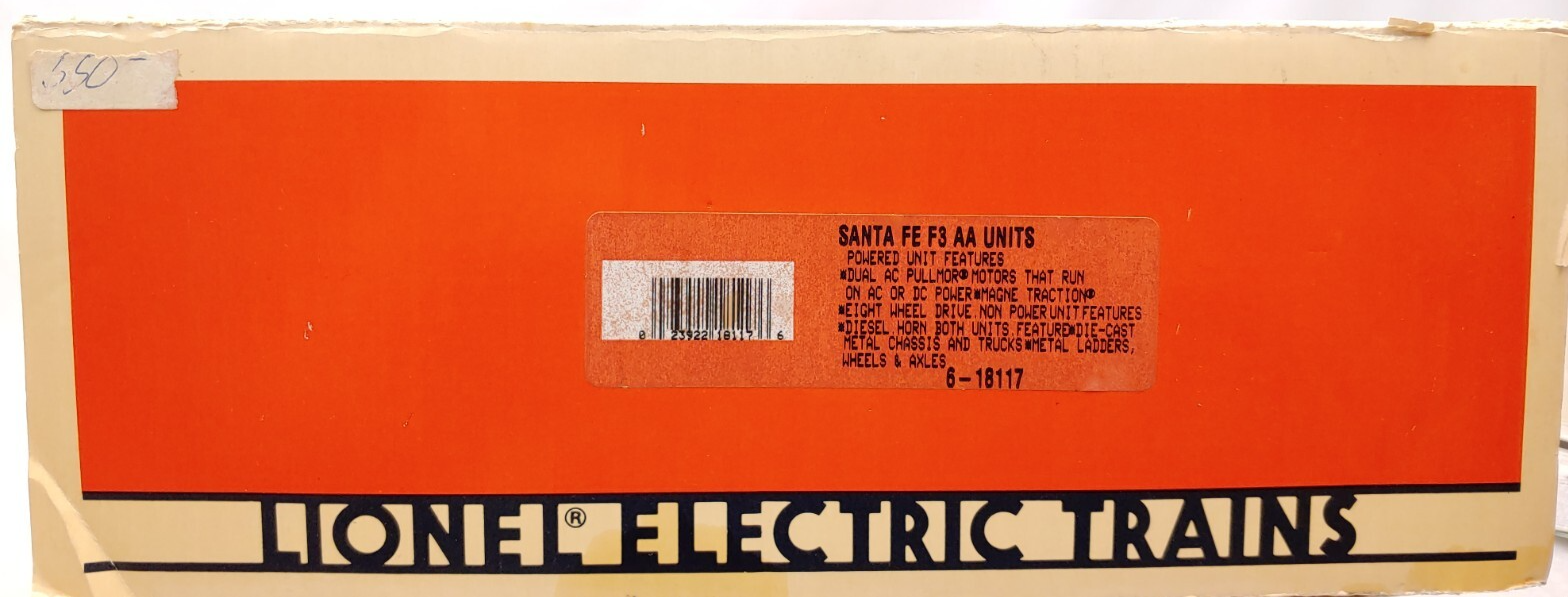 550-
SANTA FE F3 AA UNITS
POWERED UNIT FEATURES
*DUAL AC PULLMOR® MOTORS THAT RUN
ON AC OR DC POWER*MAGNE TRACTION®
*EIGHT WHEEL DRIVE.NON POWER UNIT FEATURES
*DIESEL HORN BOTH UNITS FEATURE*DIE-CAST
METAL CHASSIS AND TRUCKS*METAL LADDERS,
WHEELS & AXLES
6-18117
0 23922 18117 6
LIONEL® ELECTRIC TRAINS